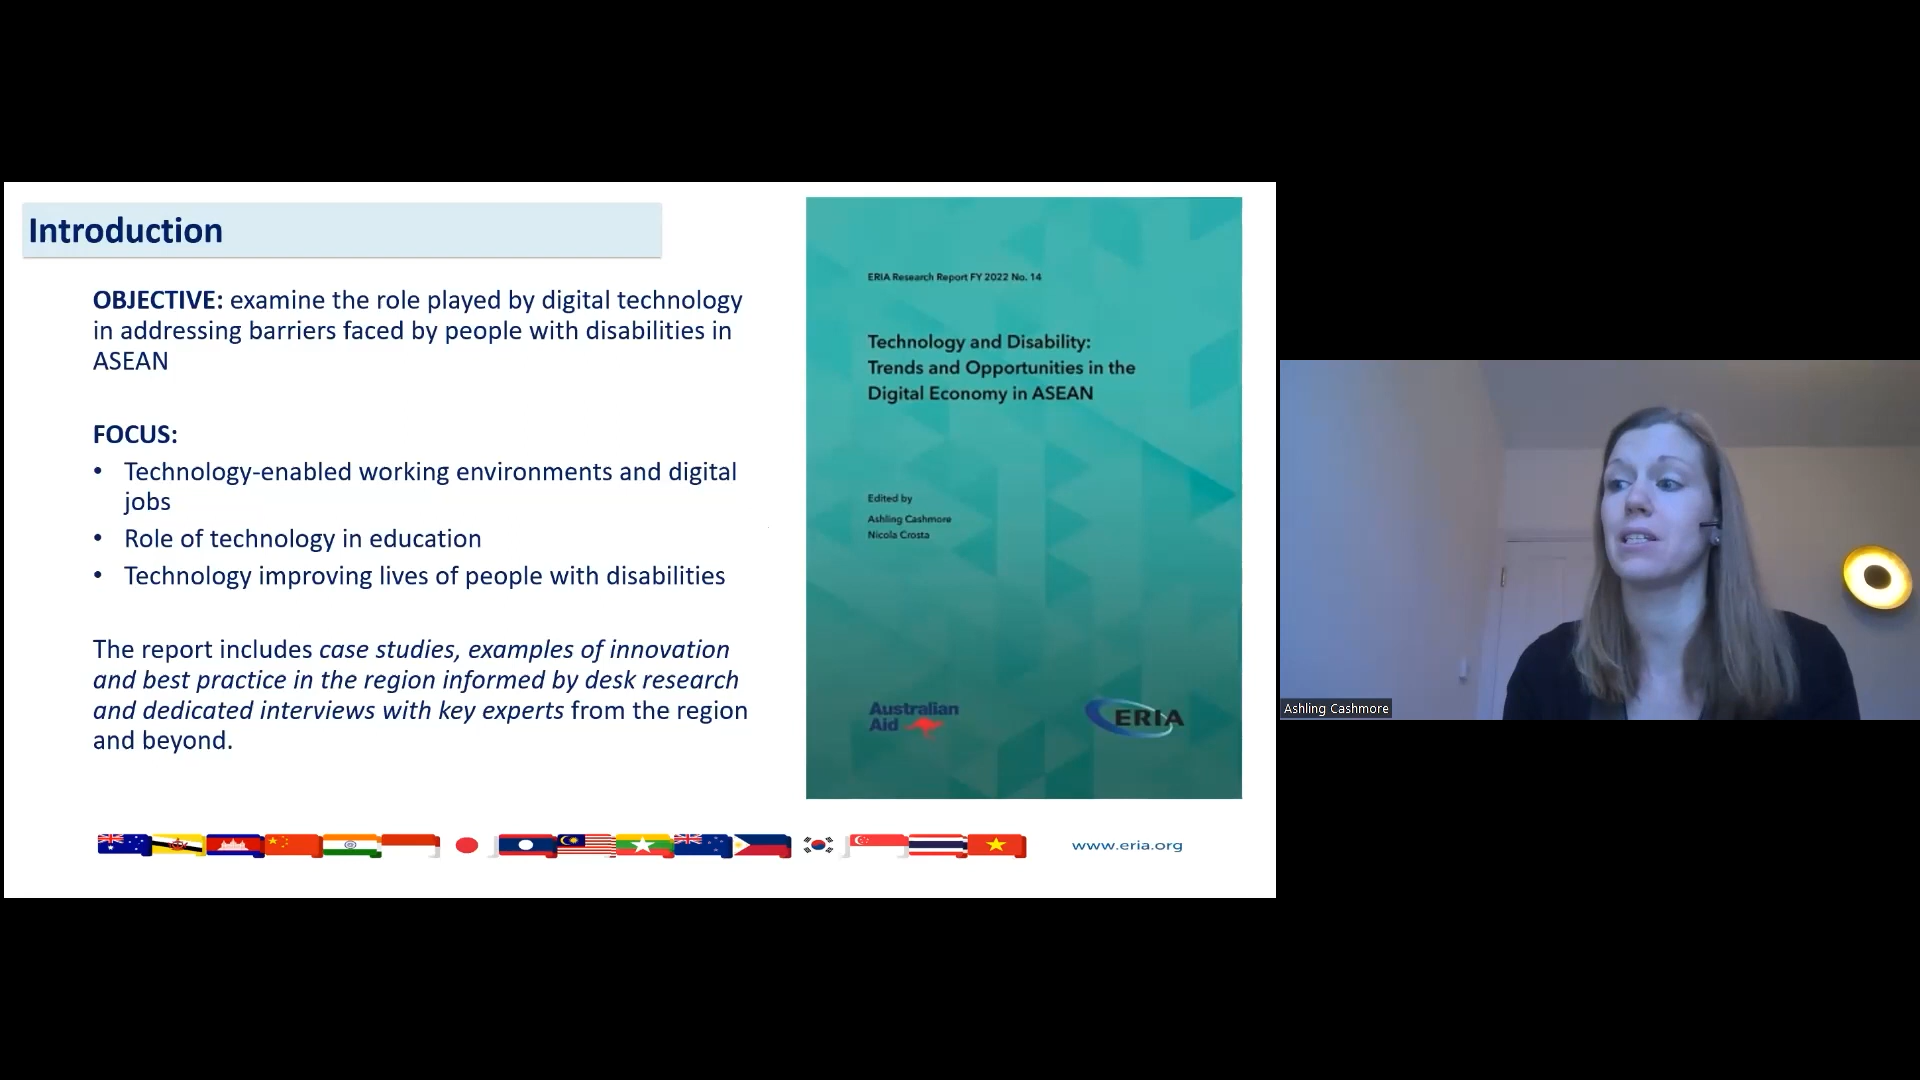 Introduction
OBJECTIVE: examine the role played by digital technology
in addressing barriers faced by people with disabilities in
ASEAN
FOCUS:
• Technology-enabled working environments and digital
jobs
• Role of technology in education
• Technology improving lives of people with disabilities
The report includes case studies, examples of innovation
and best practice in the region informed by desk research
and dedicated interviews with key experts from the region
and beyond.
ERIA Research Report FY 2022 No. 14
Technology and Disability:
Trends and Opportunities in the
Digital Economy in ASEAN
Edited by
Ashling Cashmore
Nicola Crosta
Australian
Aid
ERIA
www.eria.org
Ashling Cashmore